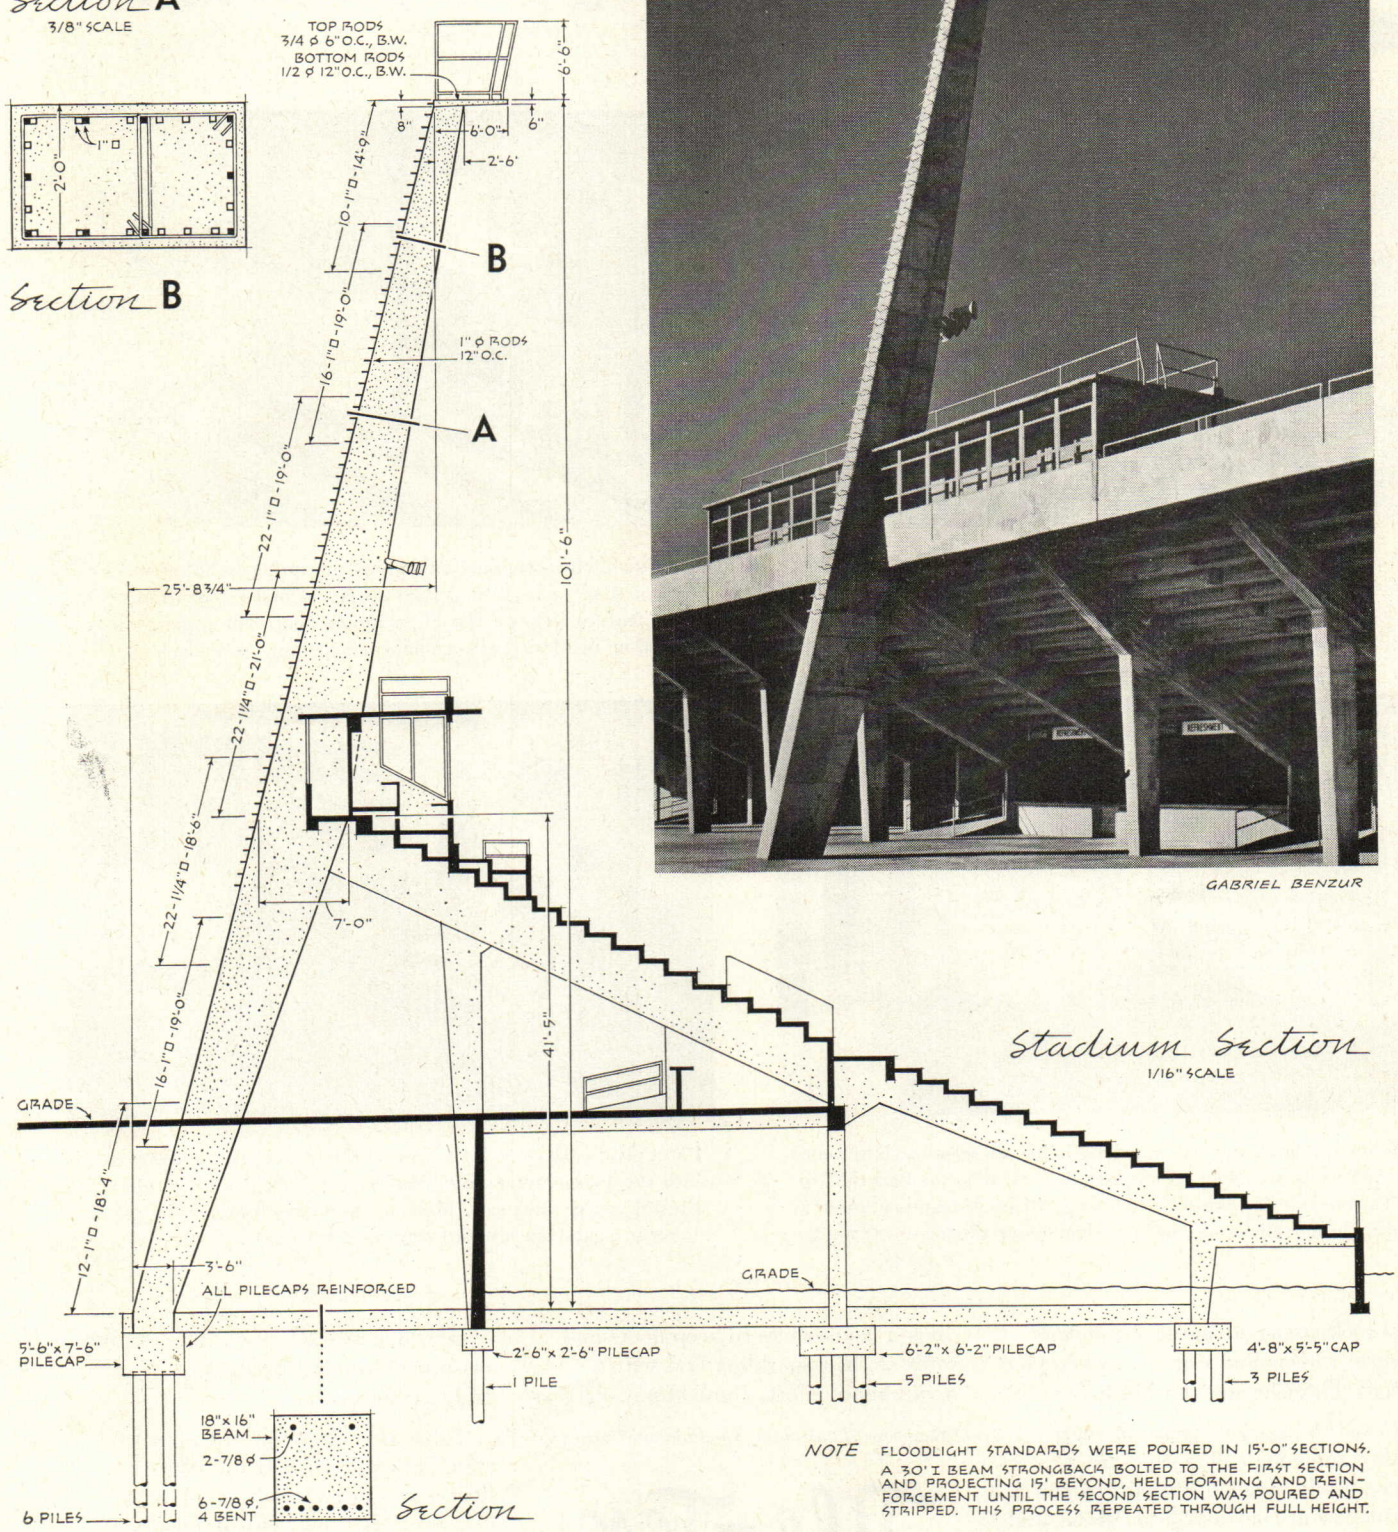 Section A
3/8" SCALE
TOP RODS
3/4 ⌀ 6" O.C., B.W.
BOTTOM RODS
1/2 ⌀ 12" O.C., B.W.
6'-6"
8"
6'-0"
6"
2'-6'
1" □
2'-0"
Section B
10-1"□-14'-9"
B
16-1"□-19'-0"
1" ⌀ RODS
12" O.C.
A
22-1"□-19'-0"
101'-6"
25'-8 3/4"
22-1 1/4"□-21'-0"
22-1 1/4"□-18'-6"
7'-0"
41'-5"
16-1"□-19'-0"
GRADE
12-1"□-18'-4"
3'-6"
ALL PILECAPS REINFORCED
REFRESHMENT
GABRIEL BENZUR
Stadium Section
1/16" SCALE
GRADE
5'-6"x 7'-6"
PILECAP
2'-6"x 2'-6" PILECAP
1 PILE
6'-2"x 6'-2" PILECAP
5 PILES
4'-8"x 5'-5" CAP
3 PILES
18"x 16"
BEAM
2-7/8 ⌀
6-7/8 ⌀,
4 BENT
6 PILES
Section
NOTE FLOODLIGHT STANDARDS WERE POURED IN 15'-0" SECTIONS.
A 30' I BEAM STRONGBACK BOLTED TO THE FIRST SECTION
AND PROJECTING 15' BEYOND, HELD FORMING AND REIN-
FORCEMENT UNTIL THE SECOND SECTION WAS POURED AND
STRIPPED. THIS PROCESS REPEATED THROUGH FULL HEIGHT.